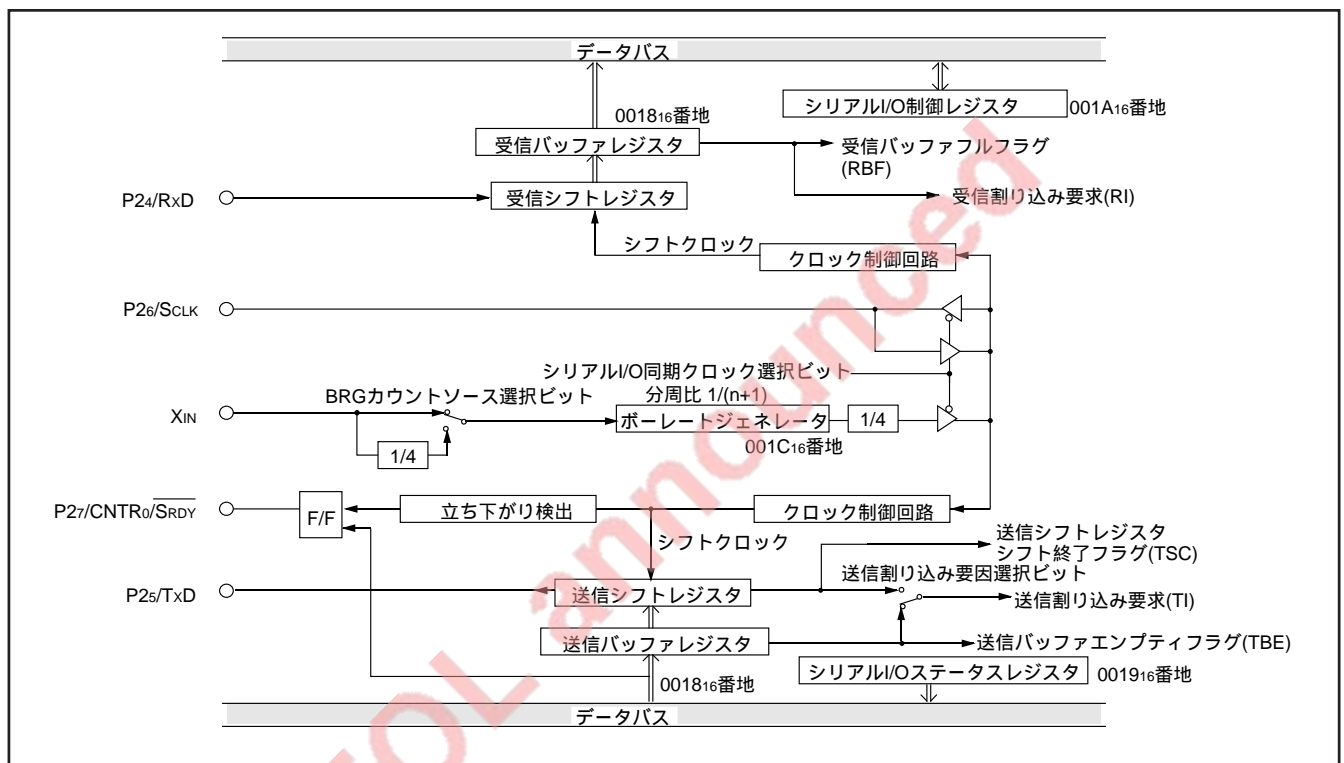 データバス
シリアルI/O制御レジスタ 001A16番地
001816番地
受信バッファレジスタ
受信バッファフルフラグ
(RBF)
P24/RxD
受信シフトレジスタ
受信割り込み要求(RI)
シフトクロック
クロック制御回路
P26/SCLK
シリアルI/O同期クロック選択ビット
BRGカウントソース選択ビット
分周比 1/(n+1)
XIN
ボーレートジェネレータ
1/4
001C16番地
1/4
P27/CNTR0/SRDY
F/F
立ち下がり検出
クロック制御回路
シフトクロック
送信シフトレジスタ
シフト終了フラグ(TSC)
送信割り込み要因選択ビット
P25/TxD
送信シフトレジスタ
送信割り込み要求(TI)
送信バッファレジスタ
送信バッファエンプティフラグ(TBE)
001816番地
シリアルI/Oステータスレジスタ 001916番地
データバス
OL announced